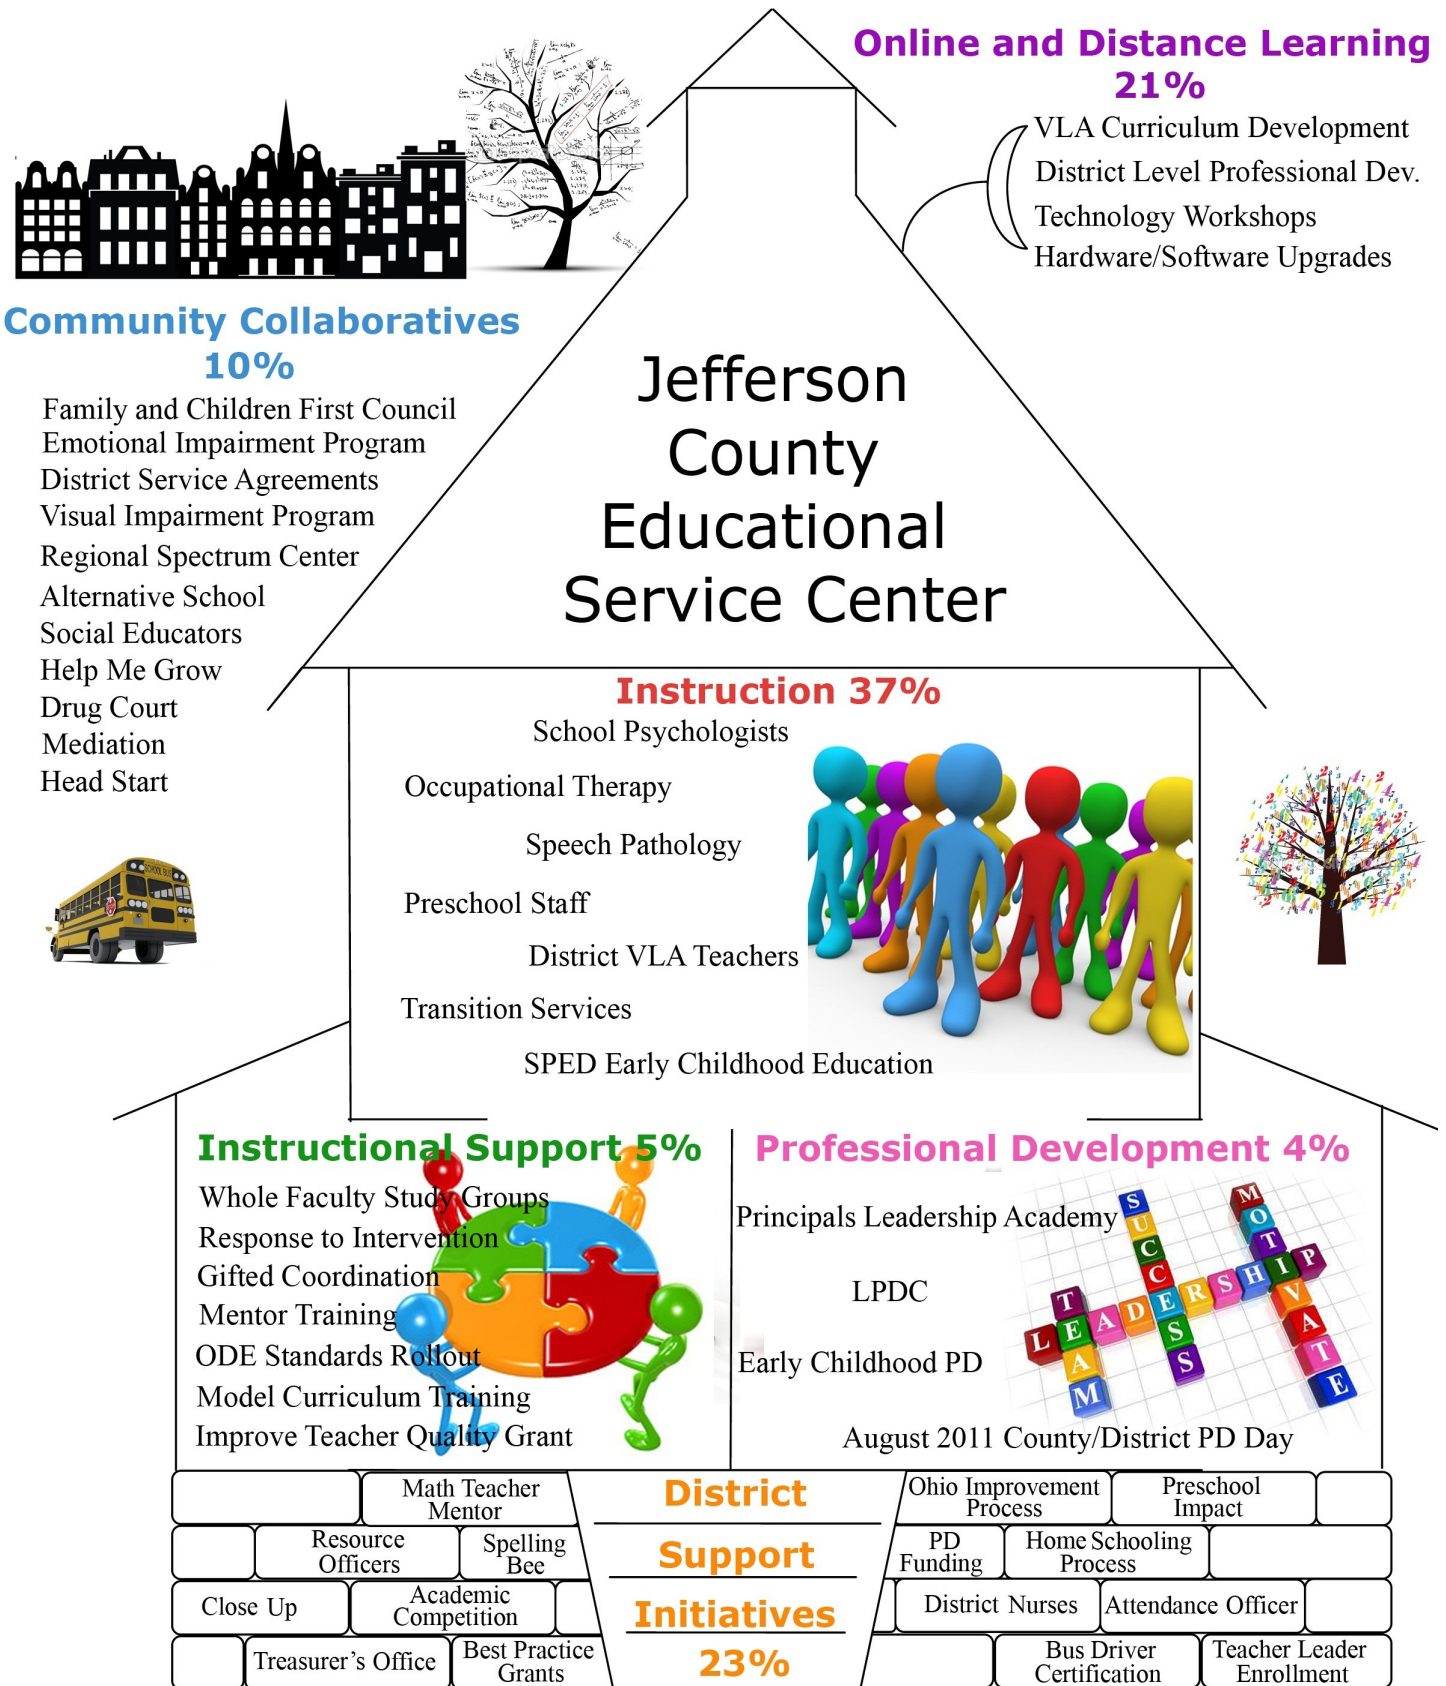 Online and Distance Learning
21%
VLA Curriculum Development
District Level Professional Dev.
Technology Workshops
Hardware/Software Upgrades
Community Collaboratives
10%
Family and Children First Council
Emotional Impairment Program
District Service Agreements
Visual Impairment Program
Regional Spectrum Center
Alternative School
Social Educators
Help Me Grow
Drug Court
Mediation
Head Start
Jefferson
County
Educational
Service Center
SCHOOL BUS
Instruction 37%
School Psychologists
Occupational Therapy
Speech Pathology
Preschool Staff
District VLA Teachers
Transition Services
SPED Early Childhood Education
Instructional Support 5%
Whole Faculty Study Groups
Response to Intervention
Gifted Coordination
Mentor Training
ODE Standards Rollout
Model Curriculum Training
Improve Teacher Quality Grant
Professional Development 4%
Principals Leadership Academy
LPDC
Early Childhood PD
August 2011 County/District PD Day
SUCCESS
MOTIVATE
LEADERSHIP
TEAM
District
Support
Initiatives
23%
Math Teacher
Mentor
Resource
Officers
Spelling
Bee
Close Up
Academic
Competition
Treasurer's Office
Best Practice
Grants
Ohio Improvement
Process
Preschool
Impact
PD
Funding
Home Schooling
Process
District Nurses
Attendance Officer
Bus Driver
Certification
Teacher Leader
Enrollment